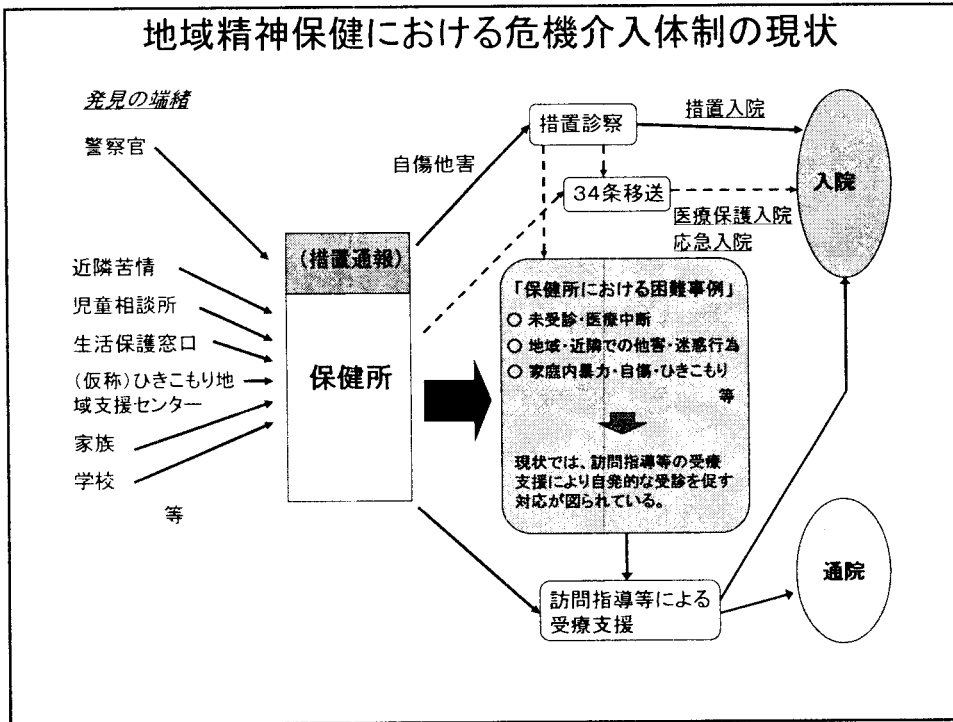 地域精神保健における危機介入体制の現状
発見の端緒
警察官
近隣苦情
児童相談所
生活保護窓口
(仮称)ひきこもり地
域支援センター
家族
学校
等
(措置通報)
保健所
自傷他害
措置診察
措置入院
34条移送
医療保護入院
応急入院
入院
「保健所における困難事例」
○ 未受診・医療中断
○ 地域・近隣での他害・迷惑行為
○ 家庭内暴力・自傷・ひきこもり
等
現状では、訪問指導等の受療
支援により自発的な受診を促す
対応が図られている。
訪問指導等による
受療支援
通院